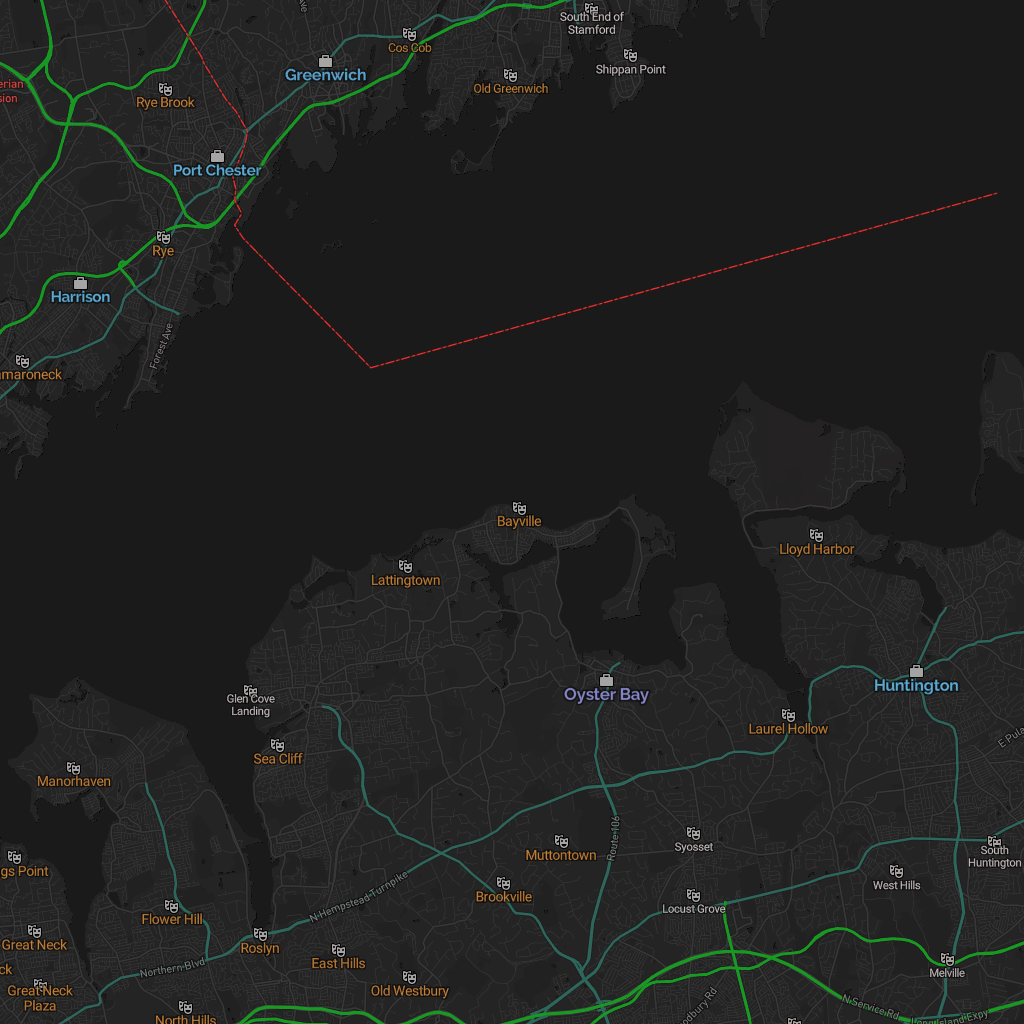 South End of
Stamford
Cos Cob
Greenwich
Shippan Point
Old Greenwich
Rye Brook
Port Chester
Rye
Harrison
Forest Ave
Bayville
Lloyd Harbor
Lattingtown
Huntington
Oyster Bay
Glen Cove
Landing
Laurel Hollow
Sea Cliff
E Pula
Manorhaven
Route 106
Syosset
South
Huntington
Muttontown
gs Point
West Hills
Brookville
N Hempstead Turnpike
Locust Grove
Flower Hill
Great Neck
Roslyn
East Hills
Northern Blvd
Melville
ck
Great Neck
Plaza
Old Westbury
odbury Rd
N Service Rd
Long Island Expy
North Hills